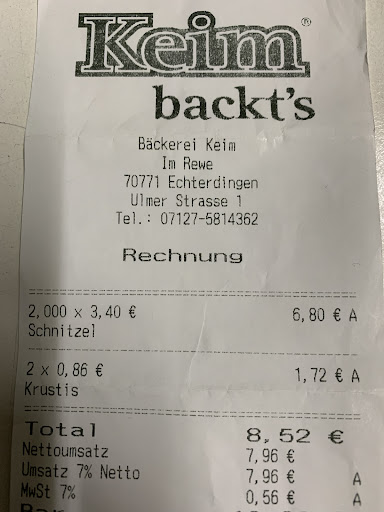 Keim®
backt's
Bäckerei Keim
Im Rewe
70771 Echterdingen
Ulmer Strasse 1
Tel.: 07127-5814362
Rechnung
2,000 x 3,40 € 6,80 € A
Schnitzel
2 x 0,86 € 1,72 € A
Krustis
Total 8,52 €
Nettoumsatz 7,96 €
Umsatz 7% Netto 7,96 € A
MwSt 7% 0,56 € A